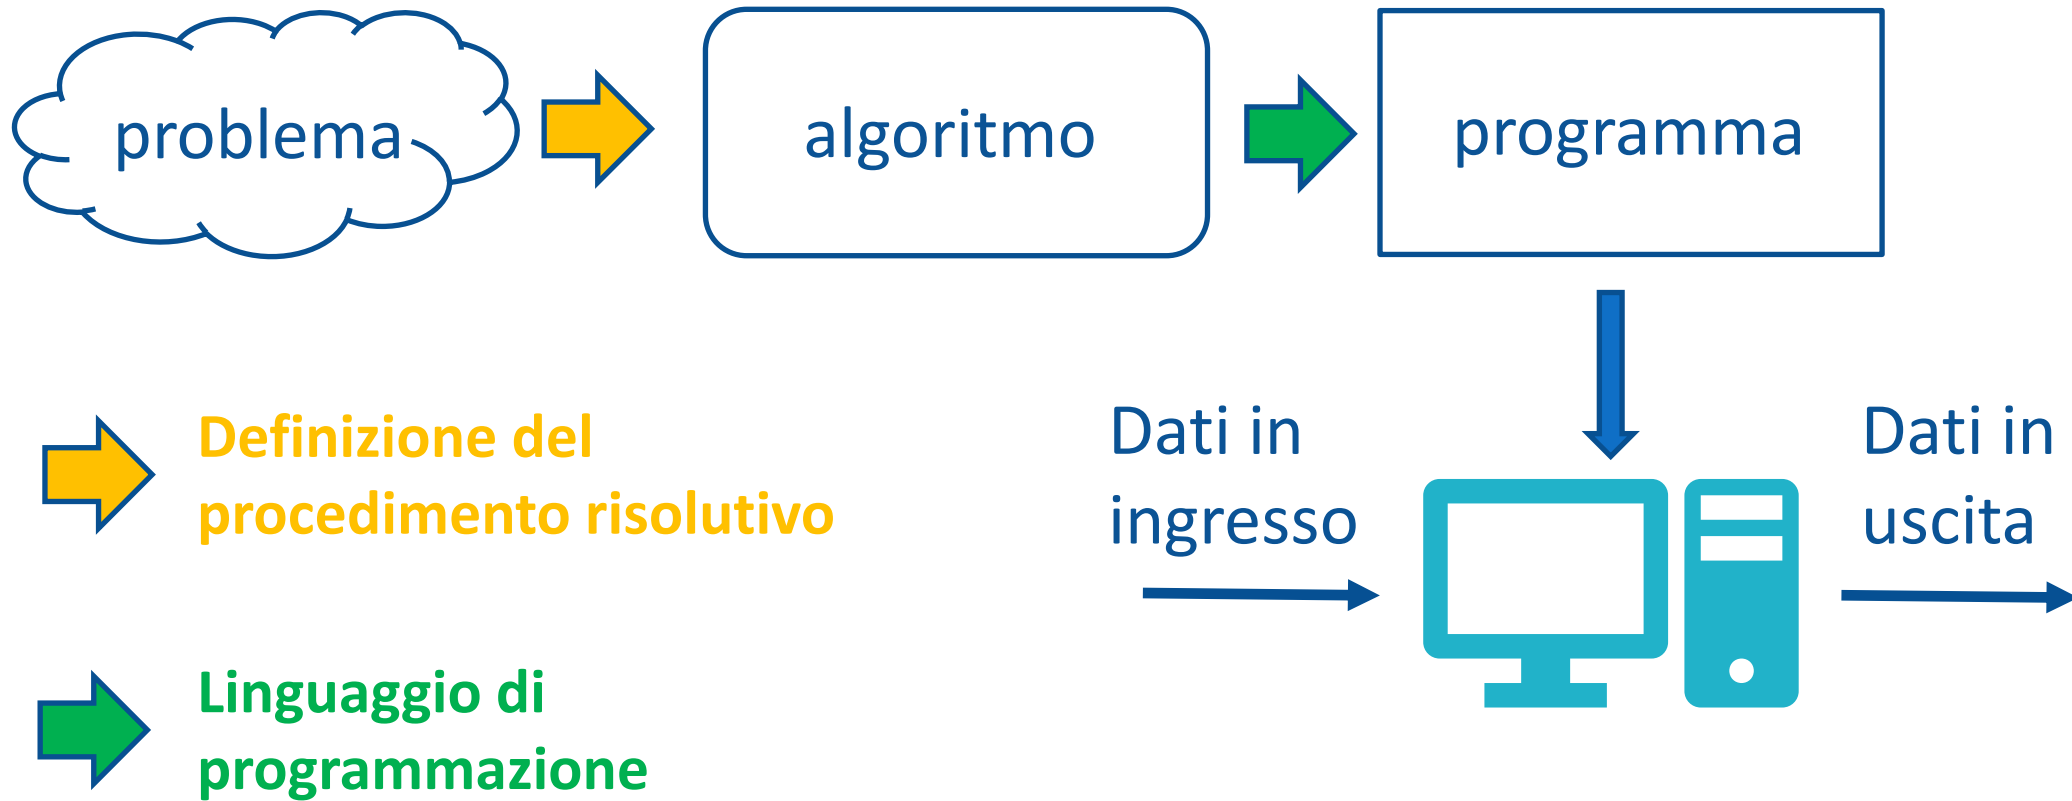 problema
algoritmo
programma
Definizione del
procedimento risolutivo
Dati in
ingresso
Dati in
uscita
Linguaggio di
programmazione